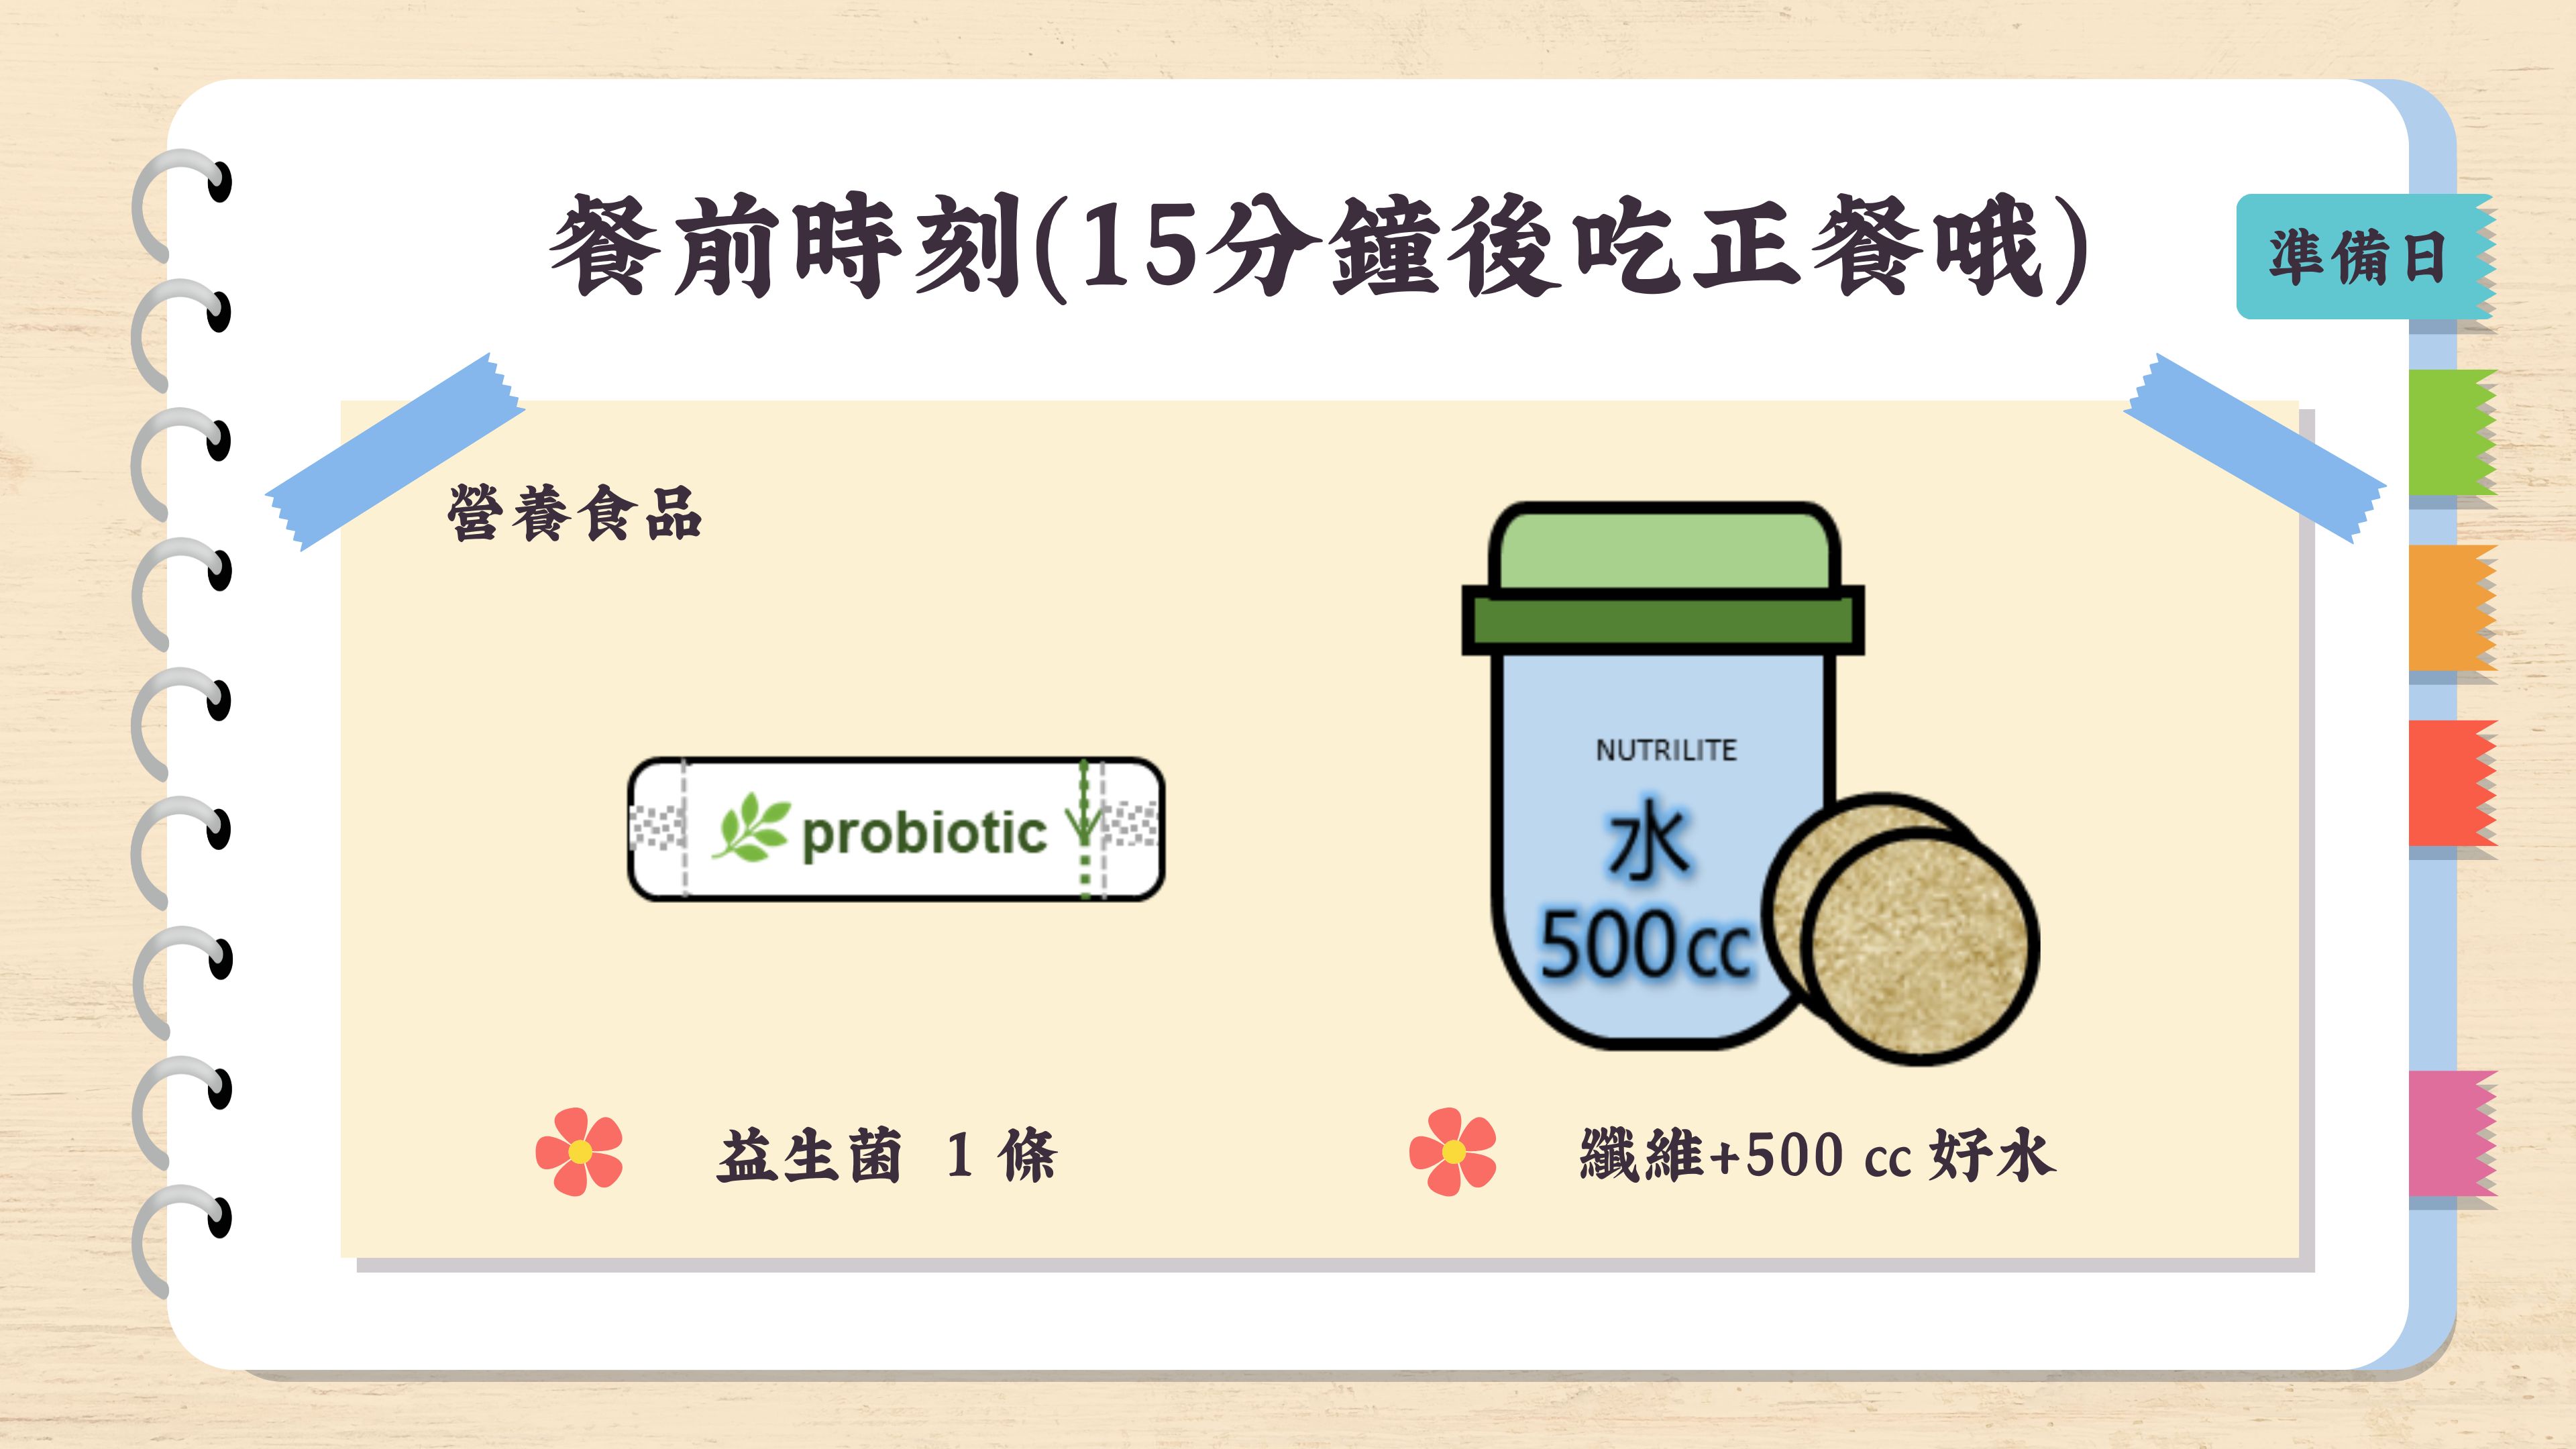 餐前時刻(15分鐘後吃正餐哦)
準備日
營養食品
probiotic
NUTRILITE
水
500cc
益生菌 1 條
纖維+500 cc 好水